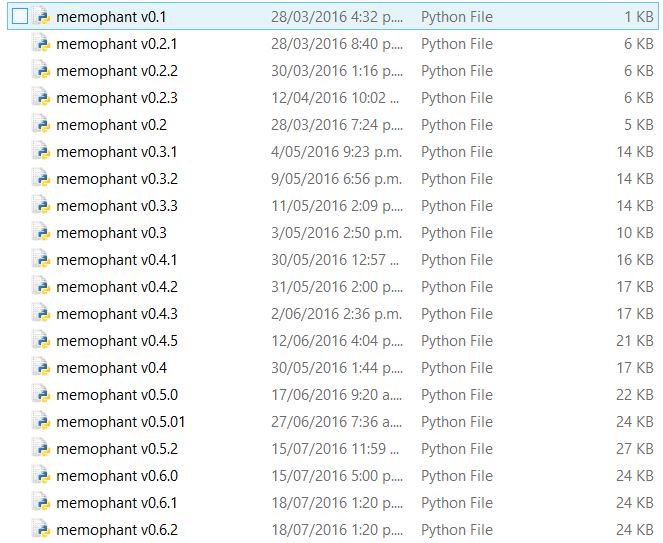 memophant v0.1 28/03/2016 4:32 p.... Python File 1 KB
memophant v0.2.1 28/03/2016 8:40 p.... Python File 6 KB
memophant v0.2.2 30/03/2016 1:16 p.... Python File 6 KB
memophant v0.2.3 12/04/2016 10:02 ... Python File 6 KB
memophant v0.2 28/03/2016 7:24 p.... Python File 5 KB
memophant v0.3.1 4/05/2016 9:23 p.m. Python File 14 KB
memophant v0.3.2 9/05/2016 6:56 p.m. Python File 14 KB
memophant v0.3.3 11/05/2016 2:09 p.... Python File 14 KB
memophant v0.3 3/05/2016 2:50 p.m. Python File 10 KB
memophant v0.4.1 30/05/2016 12:57 ... Python File 16 KB
memophant v0.4.2 31/05/2016 2:00 p.... Python File 17 KB
memophant v0.4.3 2/06/2016 2:36 p.m. Python File 17 KB
memophant v0.4.5 12/06/2016 4:04 p.... Python File 21 KB
memophant v0.4 30/05/2016 1:44 p.... Python File 17 KB
memophant v0.5.0 17/06/2016 9:20 a.... Python File 22 KB
memophant v0.5.01 27/06/2016 7:36 a.... Python File 24 KB
memophant v0.5.2 15/07/2016 11:59 ... Python File 27 KB
memophant v0.6.0 15/07/2016 5:00 p.... Python File 24 KB
memophant v0.6.1 18/07/2016 1:20 p.... Python File 24 KB
memophant v0.6.2 18/07/2016 1:20 p.... Python File 24 KB